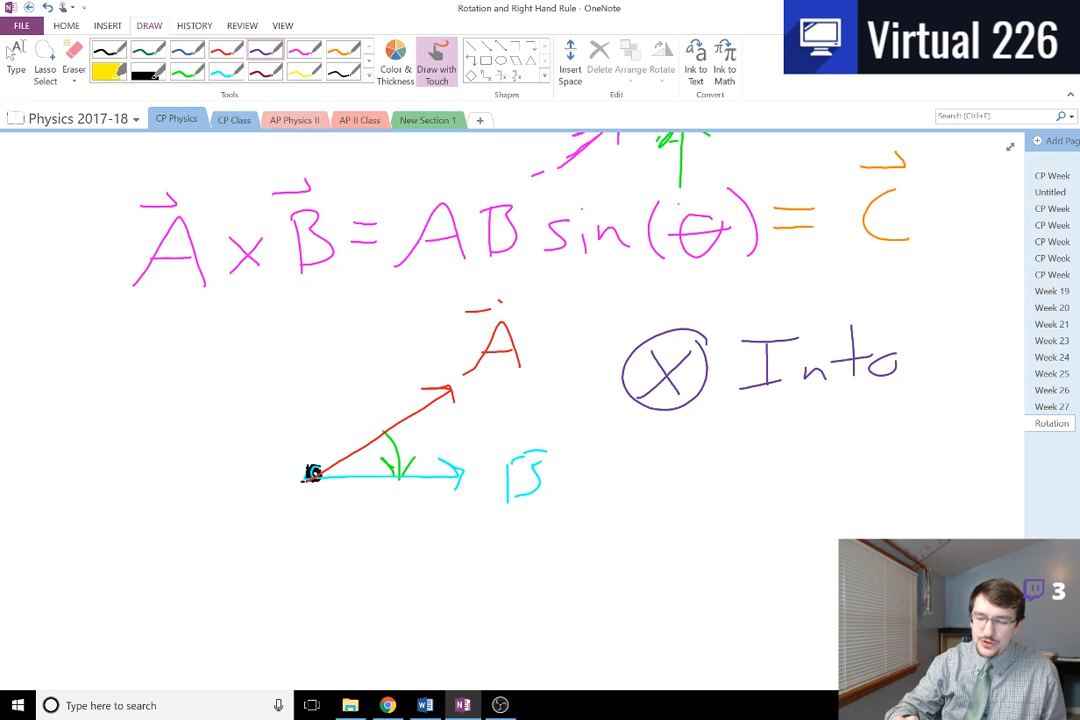 Rotation and Right Hand Rule - OneNote
FILE HOME INSERT DRAW HISTORY REVIEW VIEW
Virtual 226
Type
Lasso Select
Eraser
Color & Thickness
Draw with Touch
Insert Space
Delete
Arrange
Rotate
Ink to Text
Ink to Math
Tools
Shapes
Edit
Convert
Physics 2017-18
CP Physics
CP Class
AP Physics II
AP II Class
New Section 1
Search (Ctrl+E)
Add Pag
CP Week
Untitled
CP Week
CP Week
CP Week
CP Week
CP Week
Week 19
Week 20
Week 21
Week 23
Week 24
Week 25
Week 26
Week 27
Rotation
A × B = A B sin(θ) = C
A
X Into
B
3
Type here to search